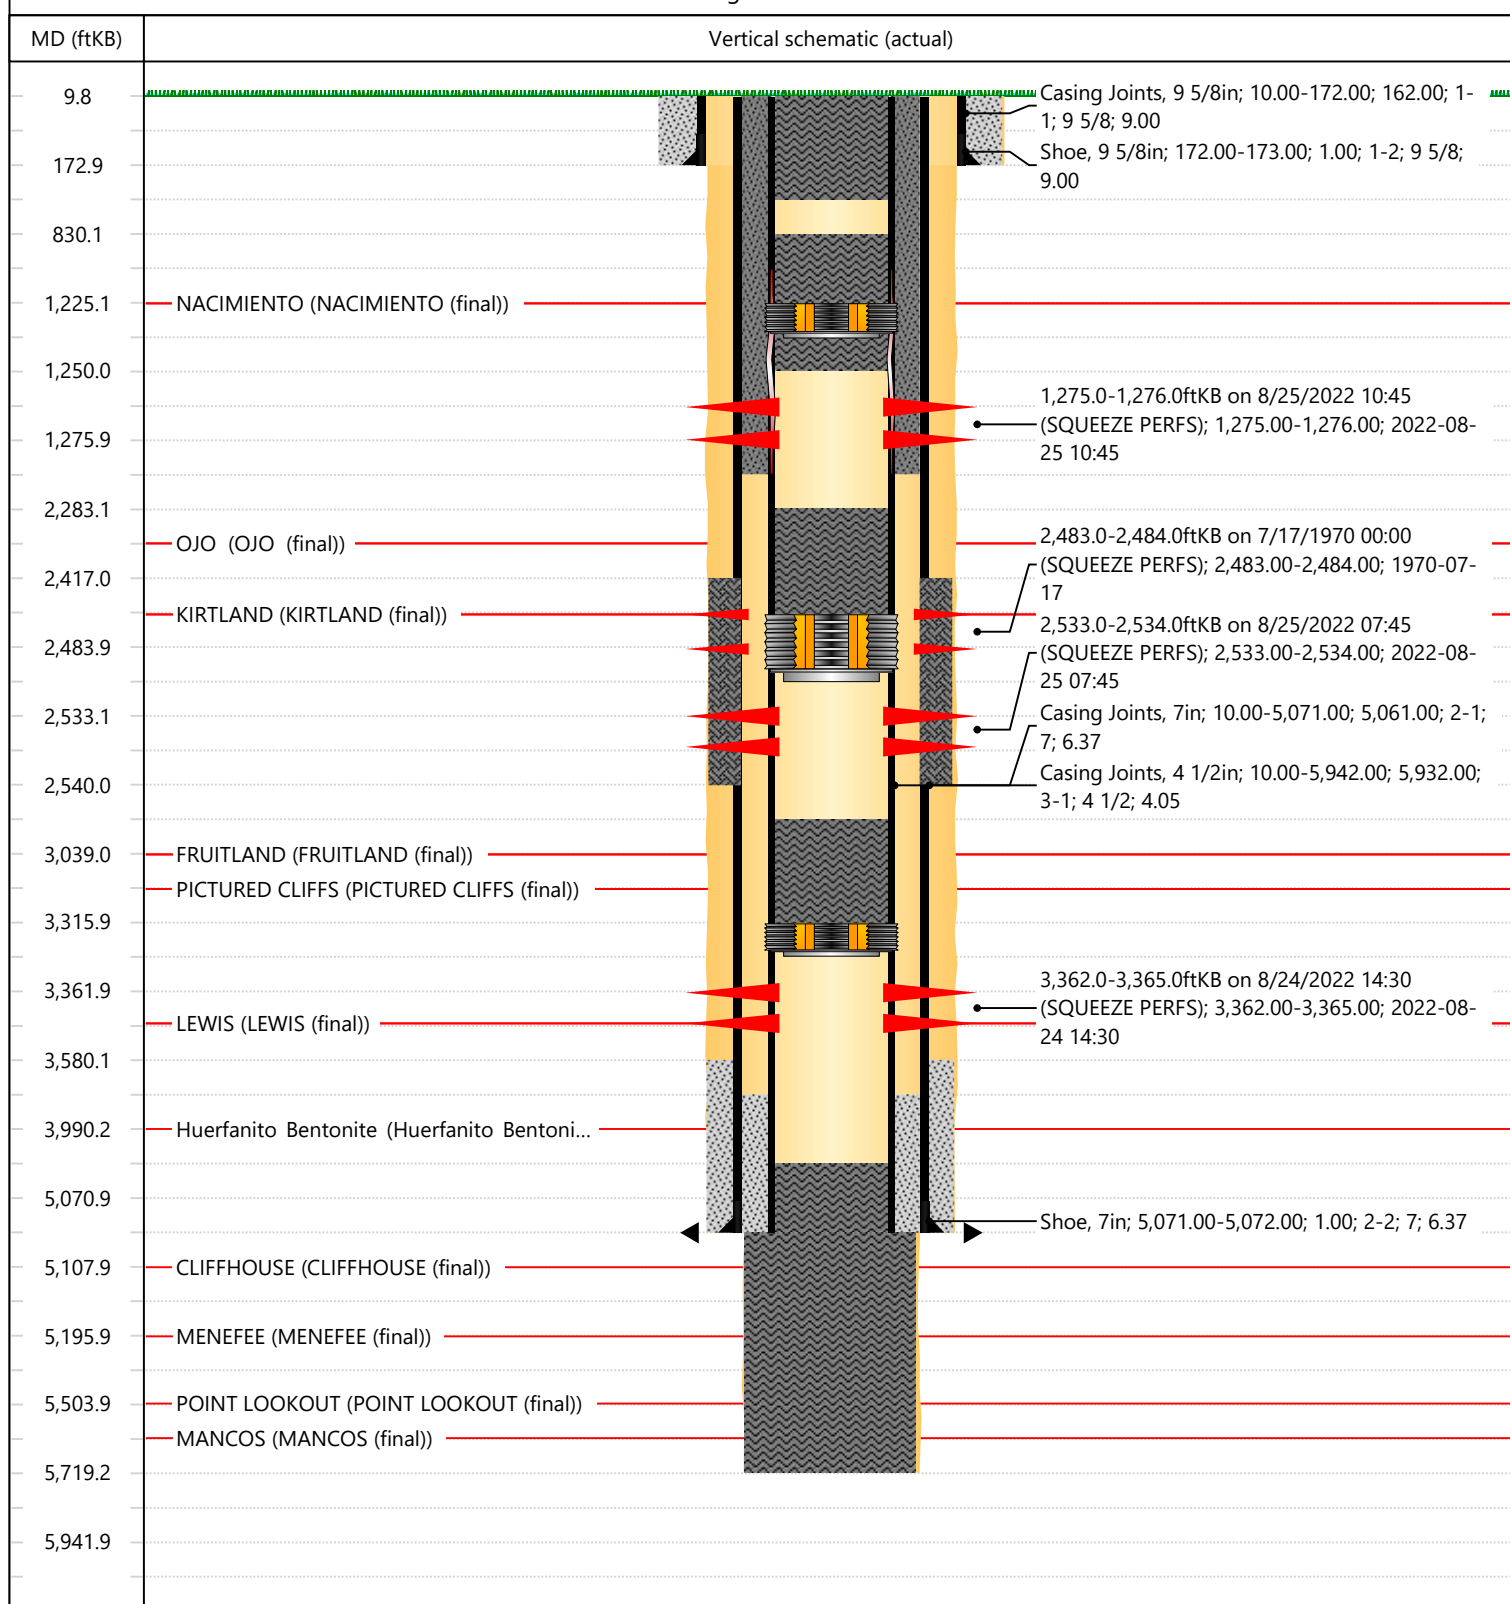 MD (ftKB)
Vertical schematic (actual)
9.8
Casing Joints, 9 5/8in; 10.00-172.00; 162.00; 1-
1; 9 5/8; 9.00
Shoe, 9 5/8in; 172.00-173.00; 1.00; 1-2; 9 5/8;
9.00
172.9
830.1
1,225.1
NACIMIENTO (NACIMIENTO (final))
1,250.0
1,275.0-1,276.0ftKB on 8/25/2022 10:45
(SQUEEZE PERFS); 1,275.00-1,276.00; 2022-08-
25 10:45
1,275.9
2,283.1
OJO (OJO (final))
2,483.0-2,484.0ftKB on 7/17/1970 00:00
(SQUEEZE PERFS); 2,483.00-2,484.00; 1970-07-
17
2,417.0
KIRTLAND (KIRTLAND (final))
2,533.0-2,534.0ftKB on 8/25/2022 07:45
(SQUEEZE PERFS); 2,533.00-2,534.00; 2022-08-
25 07:45
2,483.9
2,533.1
Casing Joints, 7in; 10.00-5,071.00; 5,061.00; 2-1;
7; 6.37
Casing Joints, 4 1/2in; 10.00-5,942.00; 5,932.00;
3-1; 4 1/2; 4.05
2,540.0
3,039.0
FRUITLAND (FRUITLAND (final))
PICTURED CLIFFS (PICTURED CLIFFS (final))
3,315.9
3,361.9
3,362.0-3,365.0ftKB on 8/24/2022 14:30
(SQUEEZE PERFS); 3,362.00-3,365.00; 2022-08-
24 14:30
LEWIS (LEWIS (final))
3,580.1
3,990.2
Huerfanito Bentonite (Huerfanito Bentoni...
5,070.9
Shoe, 7in; 5,071.00-5,072.00; 1.00; 2-2; 7; 6.37
5,107.9
CLIFFHOUSE (CLIFFHOUSE (final))
5,195.9
MENEFEE (MENEFEE (final))
5,503.9
POINT LOOKOUT (POINT LOOKOUT (final))
MANCOS (MANCOS (final))
5,719.2
5,941.9